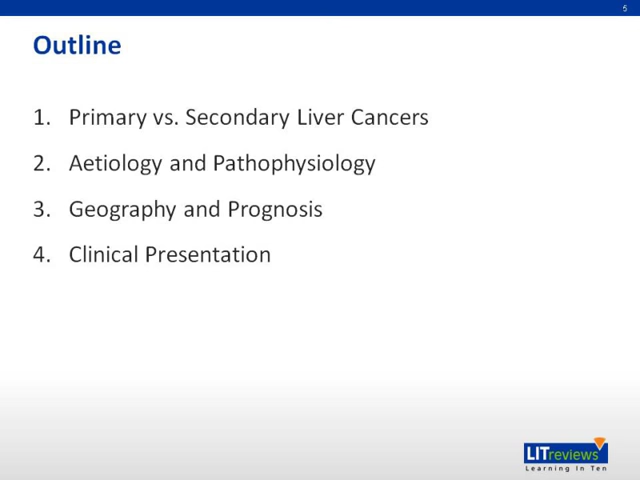 5
Outline
1. Primary vs. Secondary Liver Cancers
2. Aetiology and Pathophysiology
3. Geography and Prognosis
4. Clinical Presentation
LITreviews
Learning In Ten